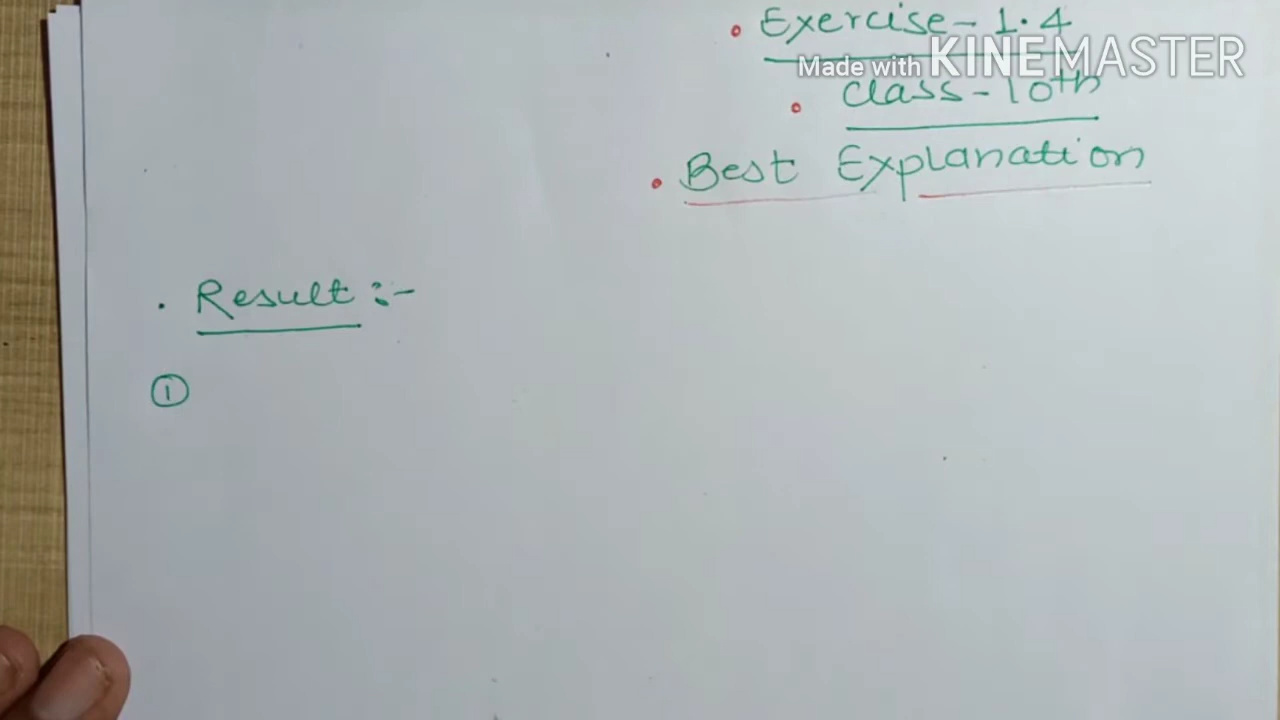 • Exercise - 1.4
Made with KINEMASTER
• class - 10th
• Best Explanation
• Result :-
①